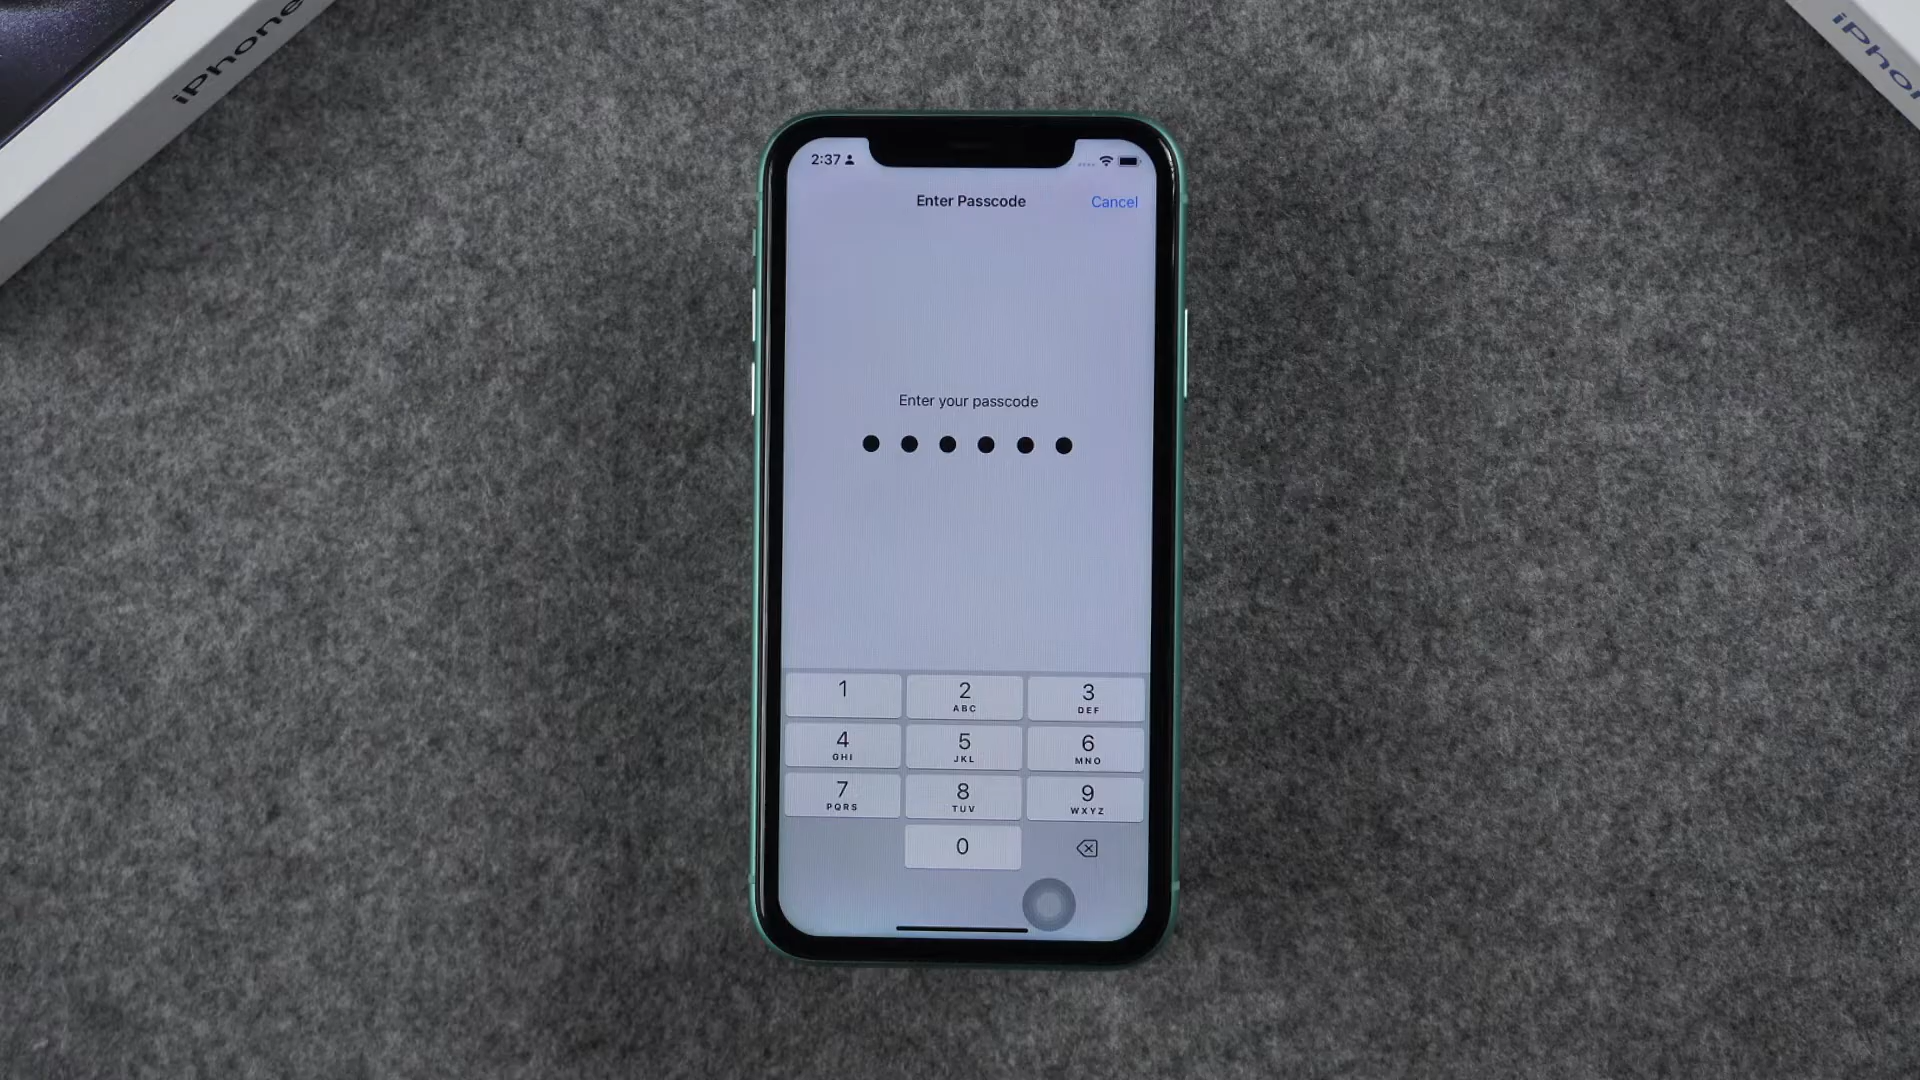 iPhone
iPho
2:37
Enter Passcode
Cancel
Enter your passcode
1
2
ABC
3
DEF
4
GHI
5
JKL
6
MNO
7
PQRS
8
TUV
9
WXYZ
0